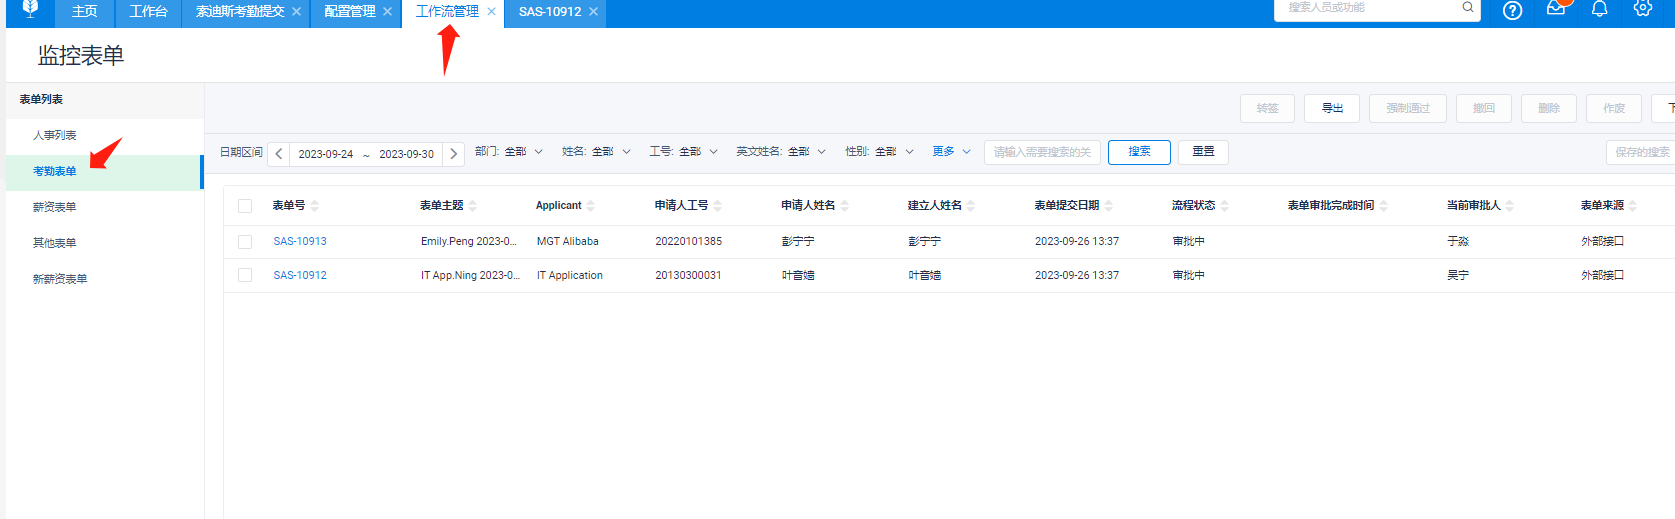 主页 工作台 索迪斯考勤提交 配置管理 工作流管理 SAS-10912 搜索人员或功能
监控表单
表单列表
人事列表
考勤表单
薪资表单
其他表单
新薪资表单
转签 导出 强制通过 撤回 删除 作废
日期区间 2023-09-24 ~ 2023-09-30 部门: 全部 姓名: 全部 工号: 全部 英文姓名: 全部 性别: 全部 更多 请输入需要搜索的关 搜索 重置 保存的搜索
表单号 表单主题 Applicant 申请人工号 申请人姓名 建立人姓名 表单提交日期 流程状态 表单审批完成时间 当前审批人 表单来源
SAS-10913 Emily.Peng 2023-0... MGT Alibaba 20220101385 彭宁宁 彭宁宁 2023-09-26 13:37 审批中 于淼 外部接口
SAS-10912 IT App.Ning 2023-0... IT Application 20130300031 叶音嬑 叶音嬑 2023-09-26 13:37 审批中 吴宁 外部接口